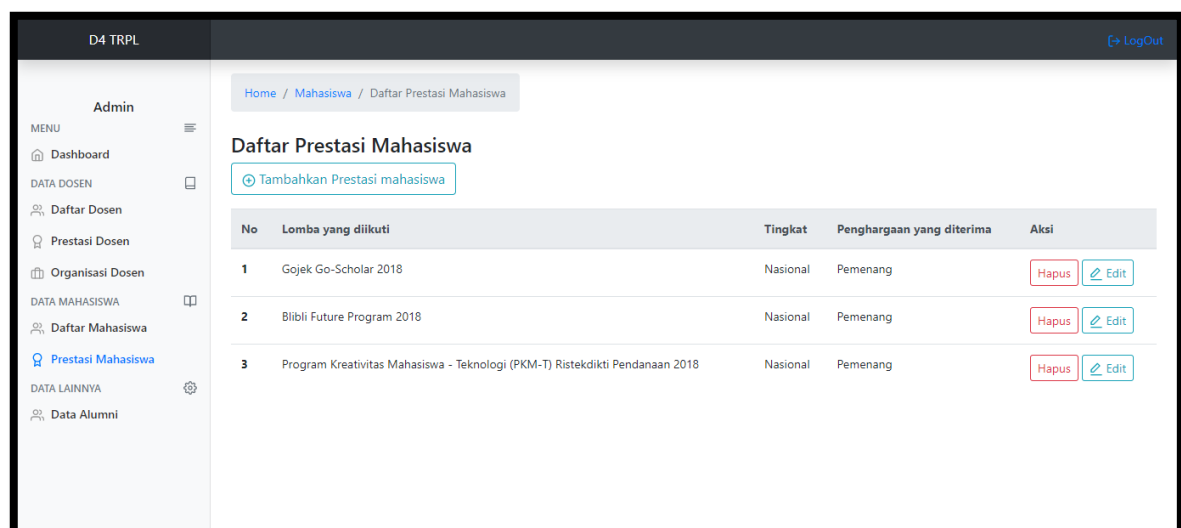 D4 TRPL
LogOut
Admin
MENU
Dashboard
DATA DOSEN
Daftar Dosen
Prestasi Dosen
Organisasi Dosen
DATA MAHASISWA
Daftar Mahasiswa
Prestasi Mahasiswa
DATA LAINNYA
Data Alumni
Home / Mahasiswa / Daftar Prestasi Mahasiswa
Daftar Prestasi Mahasiswa
Tambahkan Prestasi mahasiswa
No Lomba yang diikuti Tingkat Penghargaan yang diterima Aksi
1 Gojek Go-Scholar 2018 Nasional Pemenang Hapus Edit
2 Blibli Future Program 2018 Nasional Pemenang Hapus Edit
3 Program Kreativitas Mahasiswa - Teknologi (PKM-T) Ristekdikti Pendanaan 2018 Nasional Pemenang Hapus Edit